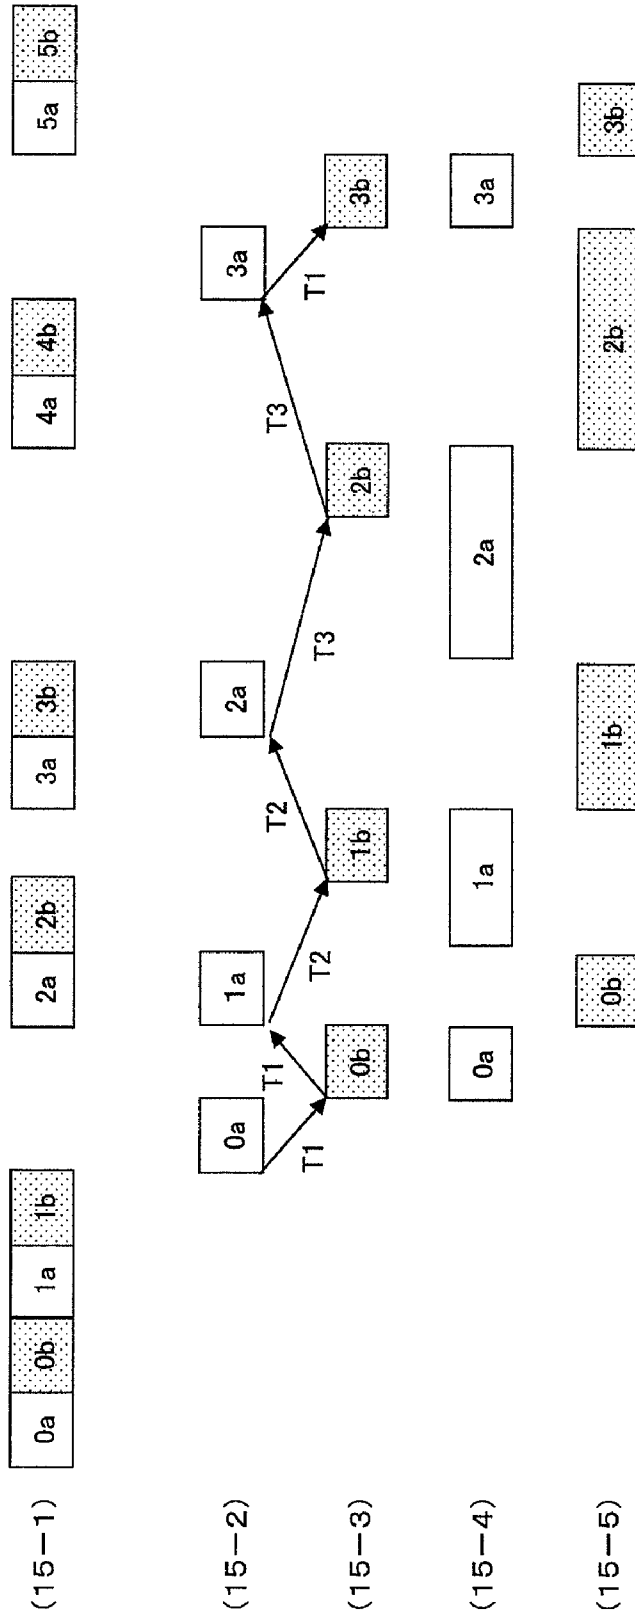 (15-1) 0a 0b 1a 1b 2a 2b 3a 3b 4a 4b 5a 5b
(15-2) 0a 1a 2a 3a
T1 T2 T3
T1 T2 T3 T1
(15-3) 0b 1b 2b 3b
(15-4) 0a 1a 2a 3a
(15-5) 0b 1b 2b 3b